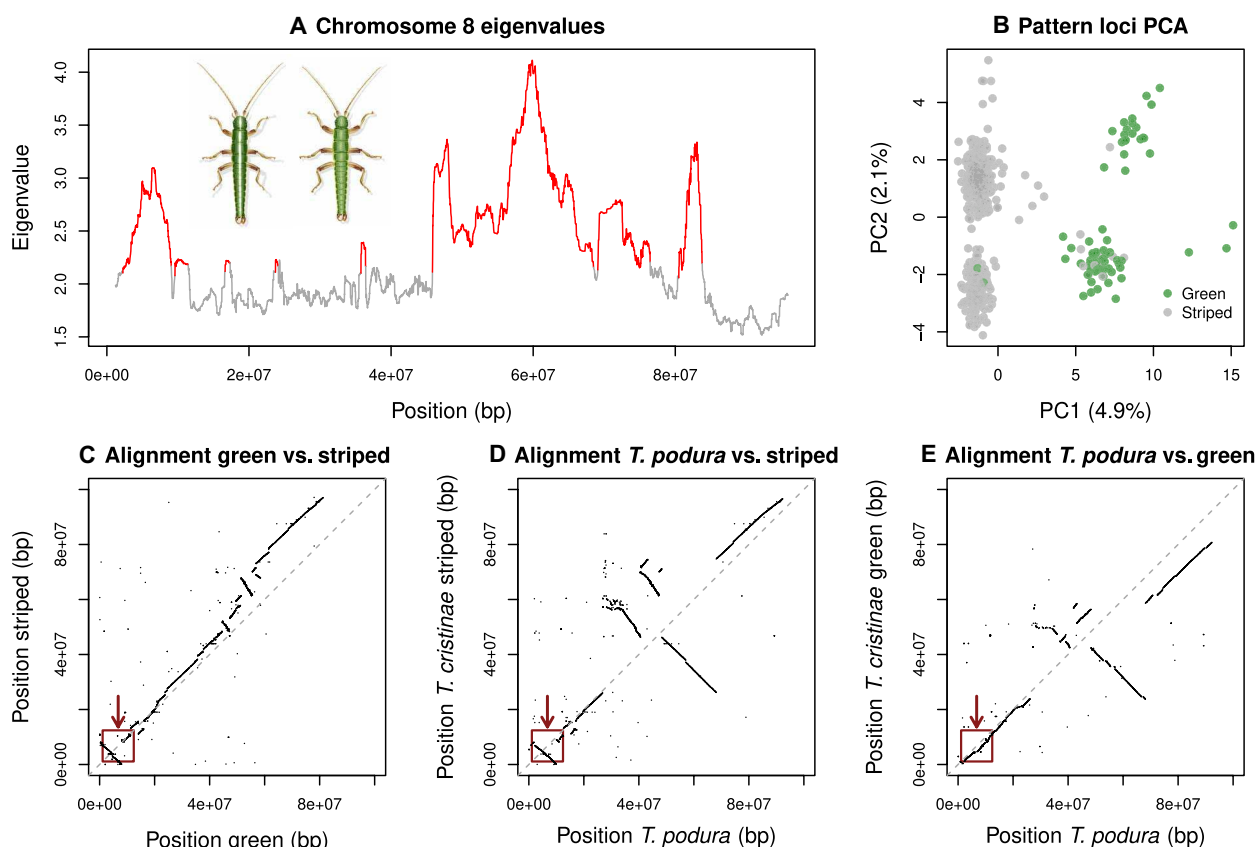 A Chromosome 8 eigenvalues
Eigenvalue
4.0
3.5
3.0
2.5
2.0
1.5
0e+00 2e+07 4e+07 6e+07 8e+07
Position (bp)
B Pattern loci PCA
PC2 (2.1%)
4
2
0
−2
−4
Green
Striped
0 5 10 15
PC1 (4.9%)
C Alignment green vs. striped
Position striped (bp)
8e+07
4e+07
0e+00
0e+00 4e+07 8e+07
Position green (bp)
D Alignment T. podura vs. striped
Position T. cristinae striped (bp)
8e+07
4e+07
0e+00
0e+00 4e+07 8e+07
Position T. podura (bp)
E Alignment T. podura vs. green
Position T. cristinae green (bp)
8e+07
4e+07
0e+00
0e+00 4e+07 8e+07
Position T. podura (bp)